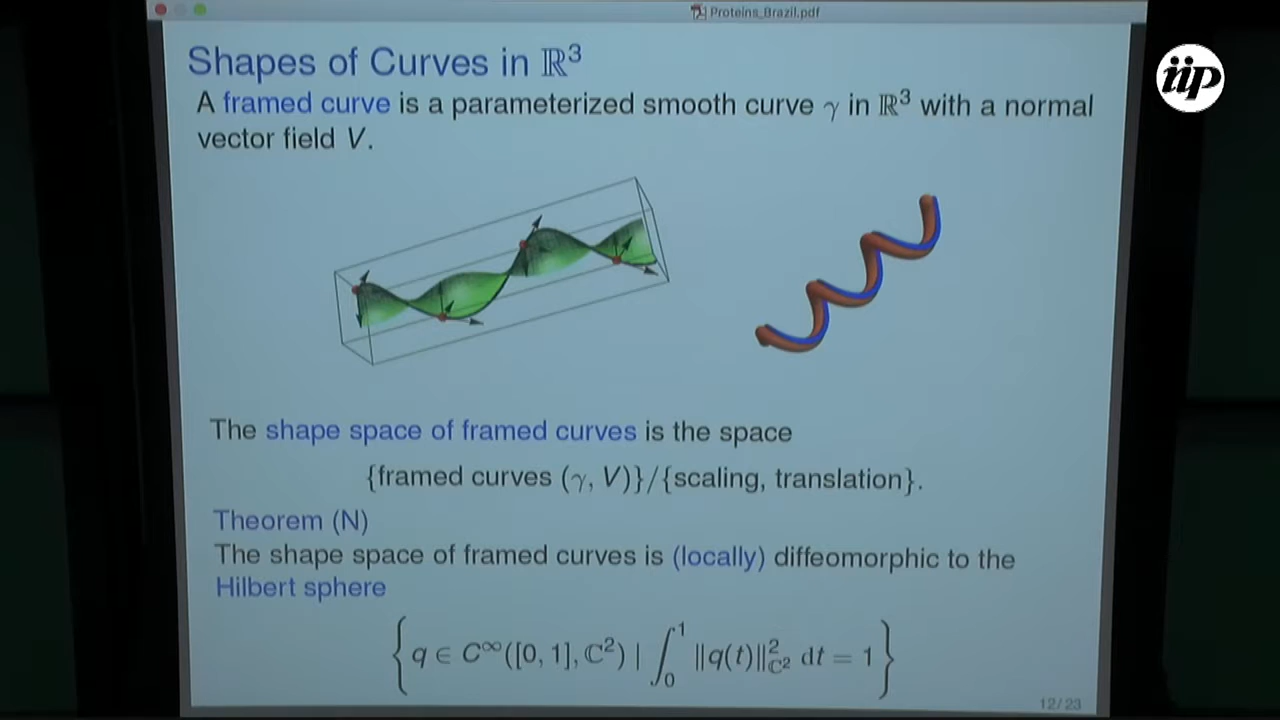 Proteins_Brazil.pdf
iip
Shapes of Curves in ℝ³
A framed curve is a parameterized smooth curve γ in ℝ³ with a normal
vector field V.
The shape space of framed curves is the space
{framed curves (γ, V)}/{scaling, translation}.
Theorem (N)
The shape space of framed curves is (locally) diffeomorphic to the
Hilbert sphere
{ q ∈ C^∞([0, 1], ℂ²) | ∫₀¹ ‖q(t)‖²_{ℂ²} dt = 1 }
12/23